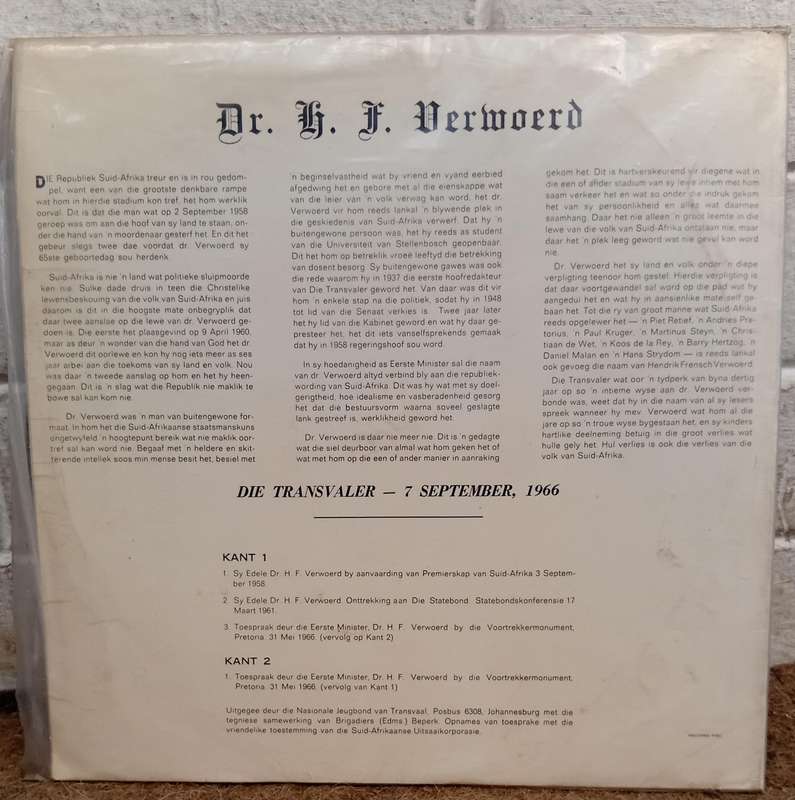 Dr. H. F. Verwoerd
DIE Republiek Suid-Afrika treur en is in rou gedom-
pel, want een van die grootste denkbare rampe
wat hom in hierdie stadium kon tref, het hom werklik
oorval. Dit is dat die man wat op 2 September 1958
geroep was om aan die hoof van sy land te staan, on-
der die hand van 'n moordenaar gesterf het. En dit het
gebeur slegs twee dae voordat dr. Verwoerd sy
65ste geboortedag sou herdenk.
Suid-Afrika is nie 'n land wat politieke sluipmoorde
ken nie. Sulke dade druis in teen die Christelike
lewensbeskouing van die volk van Suid-Afrika en juis
daarom is dit in die hoogste mate onbegryplik dat
daar twee aanslae op die lewe van dr. Verwoerd ge-
doen is. Die eerste het plaasgevind op 9 April 1960,
maar as deur 'n wonder van die hand van God het dr.
Verwoerd dit oorlewe en kon hy nog iets meer as ses
jaar arbei aan die toekoms van sy land en volk. Nou
was daar 'n tweede aanslag op hom en het hy heen-
gegaan. Dit is 'n slag wat die Republiek nie maklik te
bowe sal kan kom nie.
Dr. Verwoerd was 'n man van buitengewone for-
maat. In hom het die Suid-Afrikaanse staatsmanskuns
ongetwyfeld 'n hoogtepunt bereik wat nie maklik oor-
tref sal kan word nie. Begaaf met 'n heldere en skit-
terende intellek soos min mense besit het, besiel met
'n beginselvastheid wat by vriend en vyand eerbied
afgedwing het en gebore met al die eienskappe wat
van die leier van 'n volk verwag kan word, het dr.
Verwoerd vir hom reeds lankal 'n blywende plek in
die geskiedenis van Suid-Afrika verwerf. Dat hy 'n
buitengewone persoon was, het hy reeds as student
van die Universiteit van Stellenbosch geopenbaar.
Dit het hom op betreklik vroeë leeftyd die betrekking
van dosent besorg. Sy buitengewone gawes was ook
die rede waarom hy in 1937 die eerste hoofredakteur
van Die Transvaler geword het. Van daar was dit vir
hom 'n enkele stap na die politiek, sodat hy in 1948
tot lid van die Senaat verkies is. Twee jaar later
het hy lid van die Kabinet geword en wat hy daar ge-
presteer het, het dit iets vanselfsprekends gemaak
dat hy in 1958 regeringshoof sou word.
In sy hoedanigheid as Eerste Minister sal die naam
van dr. Verwoerd altyd verbind bly aan die republiek-
wording van Suid-Afrika. Dit was hy wat met sy doel-
gerigtheid, hoe idealisme en vasberadenheid gesorg
het dat die bestuursvorm waarna soveel geslagte
lank gestreef is, werklikheid geword het.
Dr. Verwoerd is daar nie meer nie. Dit is 'n gedagte
wat die siel deurboor van almal wat hom geken het of
wat met hom op die een of ander manier in aanraking
gekom het. Dit is hartverskeurend vir diegene wat in
die een of ander stadium van sy lewe intiem met hom
saam verkeer het en wat so onder die indruk gekom
het van sy persoonlikheid en alles wat daarmee
saamhang. Daar het nie alleen 'n groot leemte in die
lewe van die volk van Suid-Afrika ontstaan nie, maar
daar het 'n plek leeg geword wat nie gevul kan word
nie.
Dr. Verwoerd het sy land en volk onder 'n diepe
verpligting teenoor hom gestel. Hierdie verpligting is
dat daar voortgewandel sal word op die pad wat hy
aangedui het en wat hy in aansienlike mate self ge-
baan het. Tot die ry van groot manne wat Suid-Afrika
reeds opgelewer het — 'n Piet Retief, 'n Andries Pre-
torius, 'n Paul Kruger, 'n Martinus Steyn, 'n Chris-
tiaan de Wet, 'n Koos de la Rey, 'n Barry Hertzog, 'n
Daniel Malan en 'n Hans Strydom — is reeds lankal
ook gevoeg die naam van Hendrik Frensch Verwoerd.
Die Transvaler wat oor 'n tydperk van byna dertig
jaar op so 'n intieme wyse aan dr. Verwoerd ver-
bonde was, weet dat hy in die naam van al sy lesers
spreek wanneer hy mev. Verwoerd wat hom al die
jare op so 'n troue wyse bygestaan het, en sy kinders
hartlike deelneming betuig in die groot verlies wat
hulle gely het. Hul verlies is ook die verlies van die
volk van Suid-Afrika.
DIE TRANSVALER — 7 SEPTEMBER, 1966
KANT 1
1. Sy Edele Dr. H. F. Verwoerd by aanvaarding van Premierskap van Suid-Afrika 3 Septem-
ber 1958.
2. Sy Edele Dr. H. F. Verwoerd Onttrekking aan Die Statebond. Statebondskonferensie 17
Maart 1961.
3. Toespraak deur die Eerste Minister, Dr. H. F. Verwoerd by die Voortrekkermonument,
Pretoria. 31 Mei 1966. (vervolg op Kant 2)
KANT 2
1. Toespraak deur die Eerste Minister, Dr. H. F. Verwoerd by die Voortrekkermonument,
Pretoria. 31 Mei 1966. (vervolg van Kant 1)
Uitgegee deur die Nasionale Jeugbond van Transvaal, Posbus 6308, Johannesburg met die
tegniese samewerking van Brigadiers (Edms.) Beperk. Opnames van toesprake met die
vriendelike toestemming van die Suid-Afrikaanse Uitsaaikorporasie.